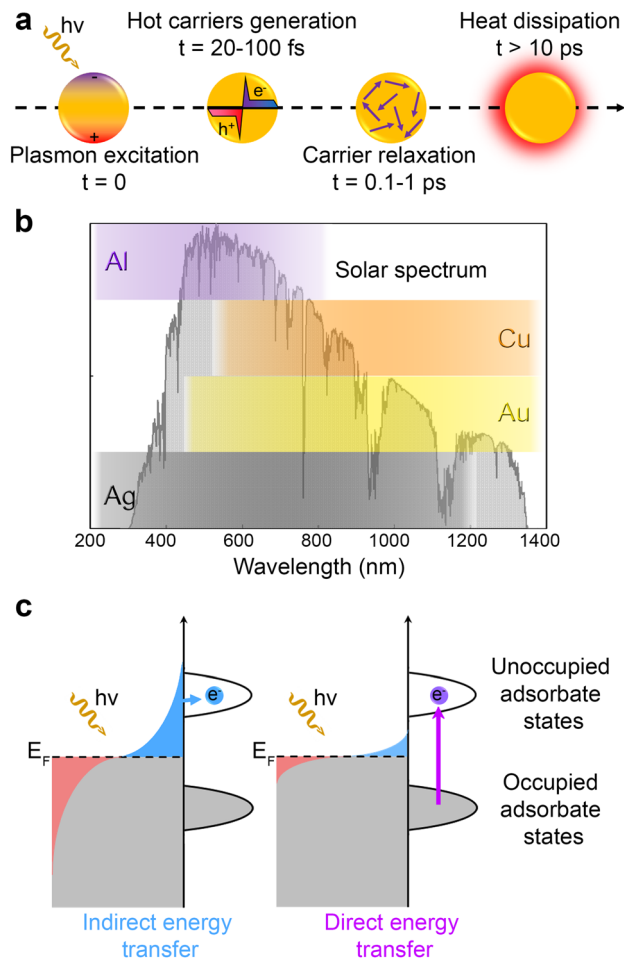 a
hν
Hot carriers generation
t = 20-100 fs
Heat dissipation
t > 10 ps
-
+
e-
h+
Plasmon excitation
t = 0
Carrier relaxation
t = 0.1-1 ps
b
Al
Solar spectrum
Cu
Au
Ag
200 400 600 800 1000 1200 1400
Wavelength (nm)
c
hν
e-
EF
hν
e-
EF
Unoccupied
adsorbate
states
Occupied
adsorbate
states
Indirect energy
transfer
Direct energy
transfer